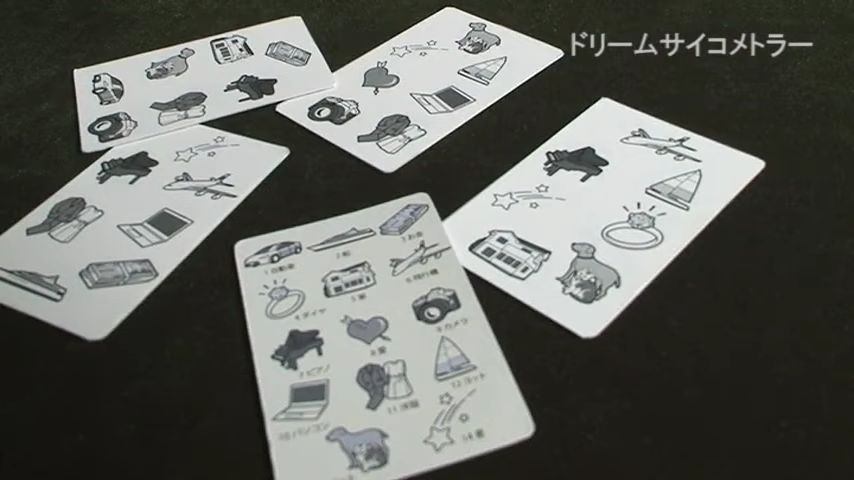 ドリームサイコメトラー
1 自動車
2 船
3 お金
4 ダイヤ
5 家
6 飛行機
7 ピアノ
8 愛
9 カメラ
10 パソコン
11 洋服
12 ヨット
14 星